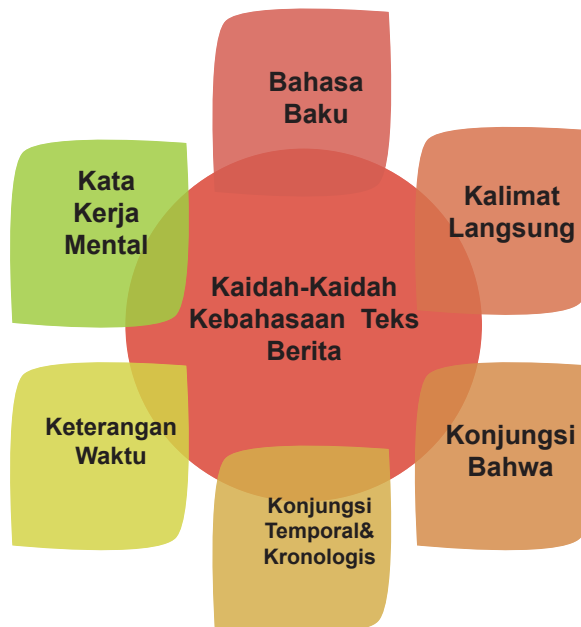 Bahasa
Baku
Kata
Kerja
Mental
Kalimat
Langsung
Kaidah-Kaidah
Kebahasaan Teks
Berita
Keterangan
Waktu
Konjungsi
Bahwa
Konjungsi
Temporal&
Kronologis